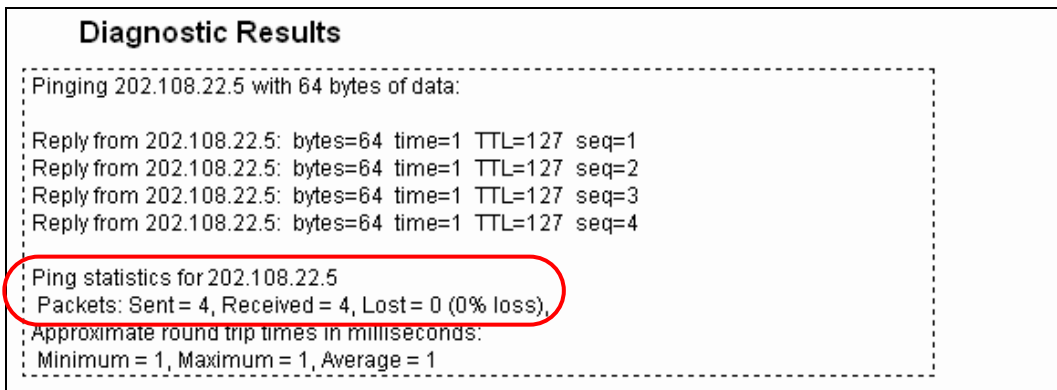 Diagnostic Results
Pinging 202.108.22.5 with 64 bytes of data:
Reply from 202.108.22.5: bytes=64 time=1 TTL=127 seq=1
Reply from 202.108.22.5: bytes=64 time=1 TTL=127 seq=2
Reply from 202.108.22.5: bytes=64 time=1 TTL=127 seq=3
Reply from 202.108.22.5: bytes=64 time=1 TTL=127 seq=4
Ping statistics for 202.108.22.5
Packets: Sent = 4, Received = 4, Lost = 0 (0% loss),
Approximate round trip times in milliseconds:
Minimum = 1, Maximum = 1, Average = 1